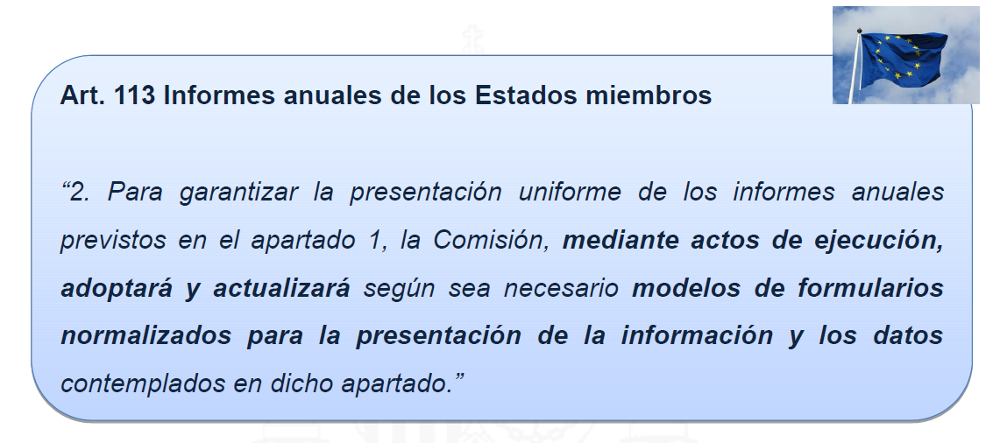 Art. 113 Informes anuales de los Estados miembros
“2. Para garantizar la presentación uniforme de los informes anuales
previstos en el apartado 1, la Comisión, mediante actos de ejecución,
adoptará y actualizará según sea necesario modelos de formularios
normalizados para la presentación de la información y los datos
contemplados en dicho apartado.”